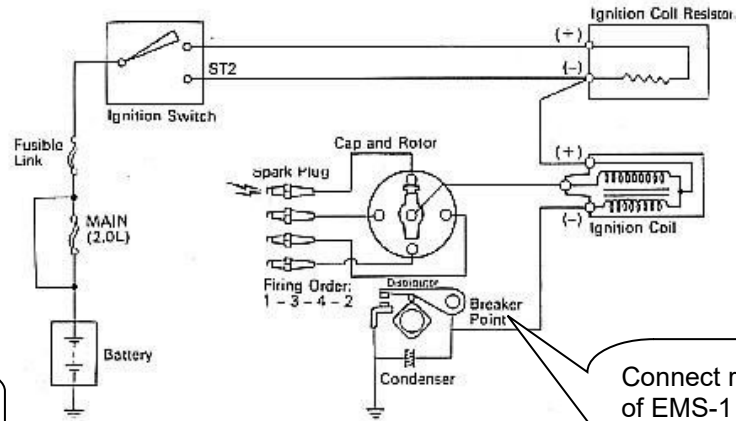 Ignition Coil Resistor
(+)
(-)
ST2
Ignition Switch
Fusible
Link
Cap and Rotor
Spark Plug
(+)
MAIN
(2.0L)
(-)
Ignition Coil
Firing Order:
1 - 3 - 4 - 2
Distributor
Breaker
Point
Battery
Condenser
Connect r
of EMS-1